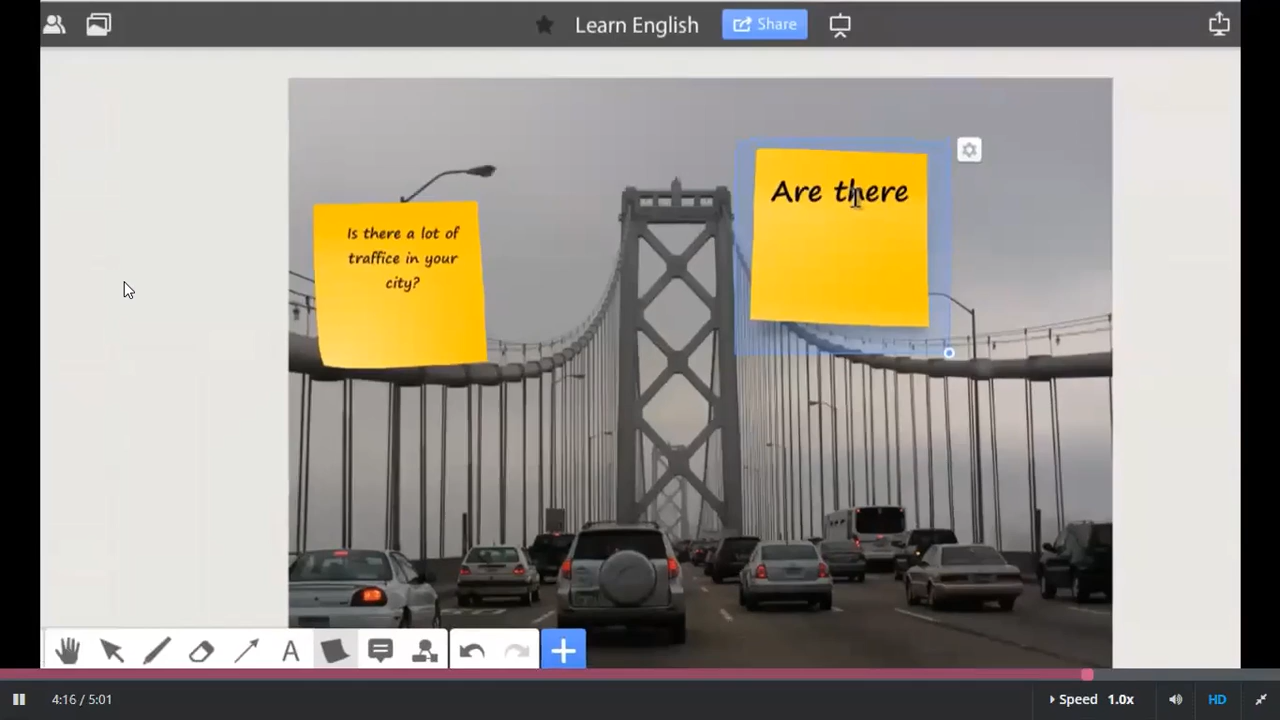 Learn English
Share
Are there
Is there a lot of
traffice in your
city?
A
4:16 / 5:01
Speed 1.0x
HD